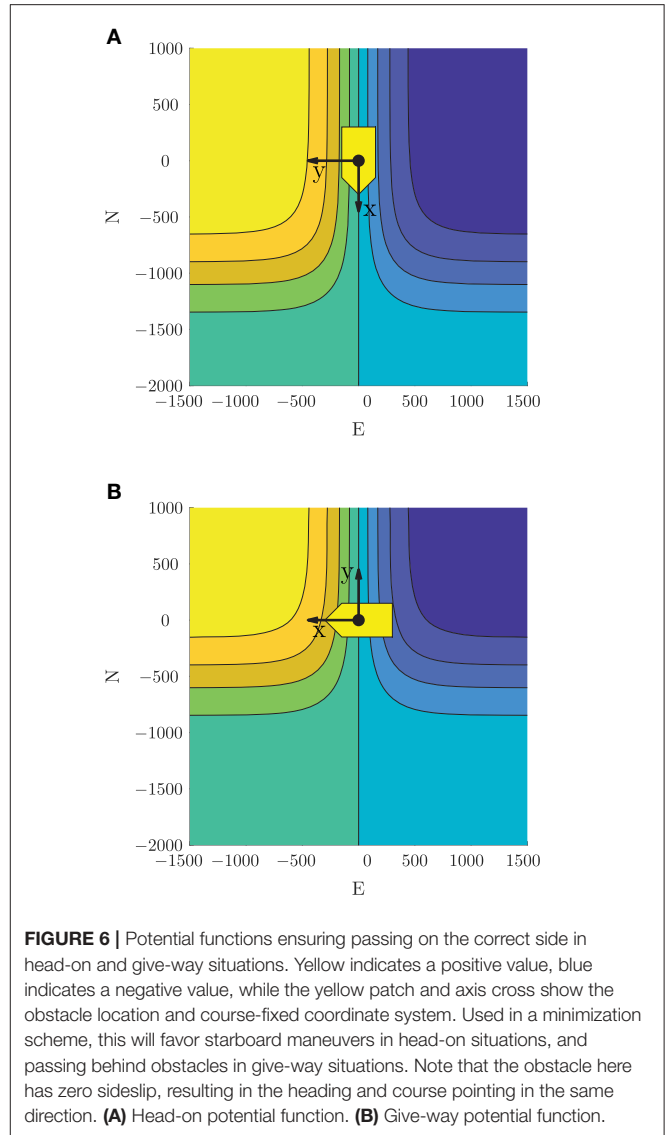 A
1000
500
0
−500
−1000
−1500
−2000
N
y
x
−1500 −1000 −500 0 500 1000 1500
E
B
1000
500
0
−500
−1000
−1500
−2000
N
y
x
−1500 −1000 −500 0 500 1000 1500
E
FIGURE 6 | Potential functions ensuring passing on the correct side in
head-on and give-way situations. Yellow indicates a positive value, blue
indicates a negative value, while the yellow patch and axis cross show the
obstacle location and course-fixed coordinate system. Used in a minimization
scheme, this will favor starboard maneuvers in head-on situations, and
passing behind obstacles in give-way situations. Note that the obstacle here
has zero sideslip, resulting in the heading and course pointing in the same
direction. (A) Head-on potential function. (B) Give-way potential function.